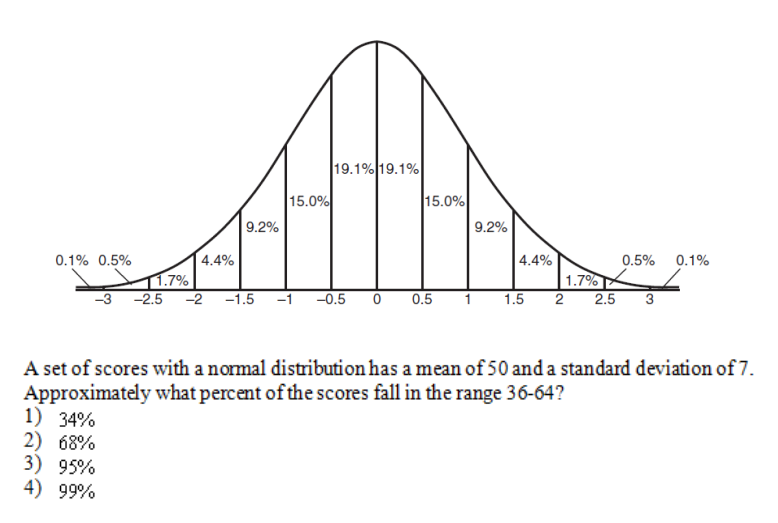 19.1% 19.1%
15.0% 15.0%
9.2% 9.2%
0.1% 0.5% 4.4% 4.4% 0.5% 0.1%
1.7% 1.7%
−3 −2.5 −2 −1.5 −1 −0.5 0 0.5 1 1.5 2 2.5 3
A set of scores with a normal distribution has a mean of 50 and a standard deviation of 7.
Approximately what percent of the scores fall in the range 36-64?
1) 34%
2) 68%
3) 95%
4) 99%